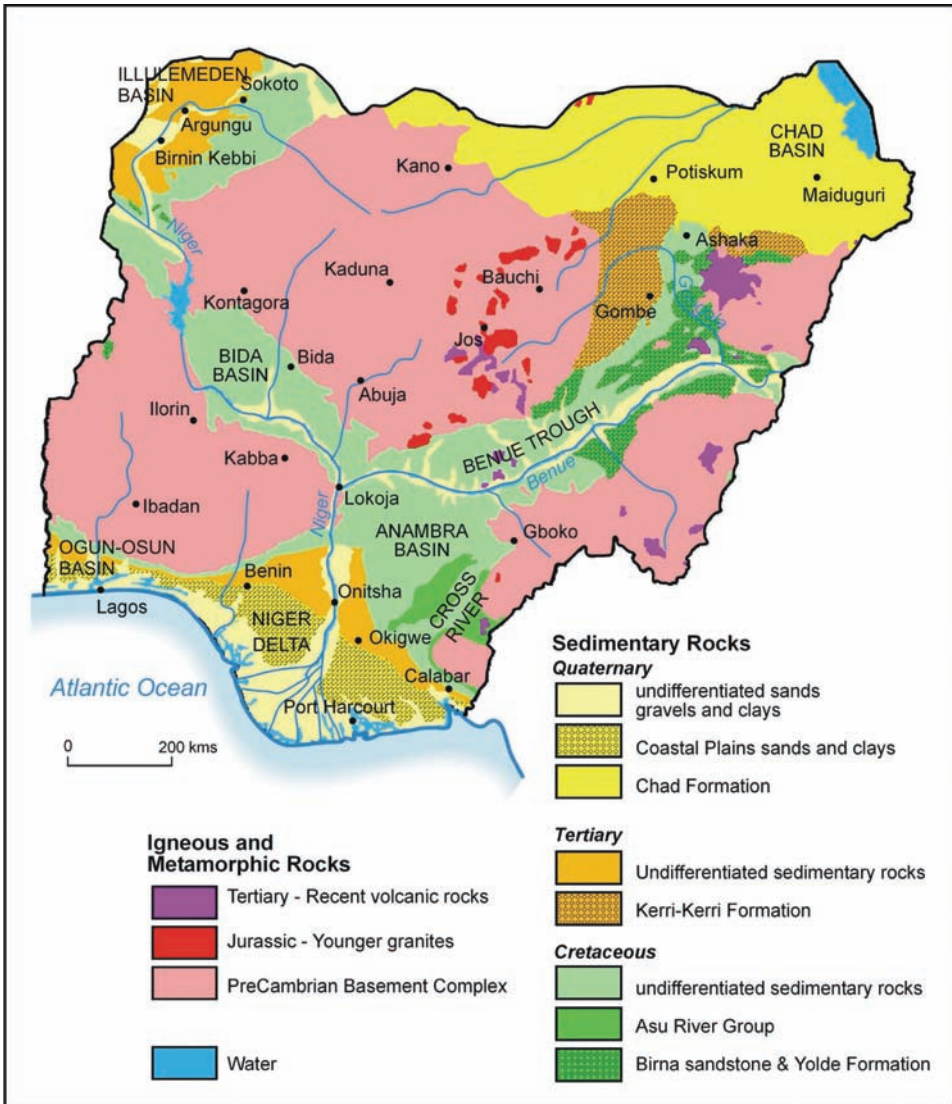 ILLULEMEDEN
BASIN
Sokoto
Argungu
Birnin Kebbi
Kano
CHAD
BASIN
Potiskum
Maiduguri
Niger
Ashaka
Kaduna
Bauchi
Kontagora
Gombe
Jos
BIDA
BASIN
Bida
Abuja
Ilorin
BENUE TROUGH
Kabba
Benue
Lokoja
Niger
Ibadan
ANAMBRA
BASIN
Gboko
OGUN-OSUN
BASIN
Benin
Onitsha
CROSS
RIVER
Lagos
NIGER
DELTA
Okigwe
Calabar
Port Harcourt
Atlantic Ocean
0 200 kms
Sedimentary Rocks
Quaternary
undifferentiated sands
gravels and clays
Coastal Plains sands and clays
Chad Formation
Tertiary
Undifferentiated sedimentary rocks
Kerri-Kerri Formation
Cretaceous
undifferentiated sedimentary rocks
Asu River Group
Birna sandstone & Yolde Formation
Igneous and
Metamorphic Rocks
Tertiary - Recent volcanic rocks
Jurassic - Younger granites
PreCambrian Basement Complex
Water